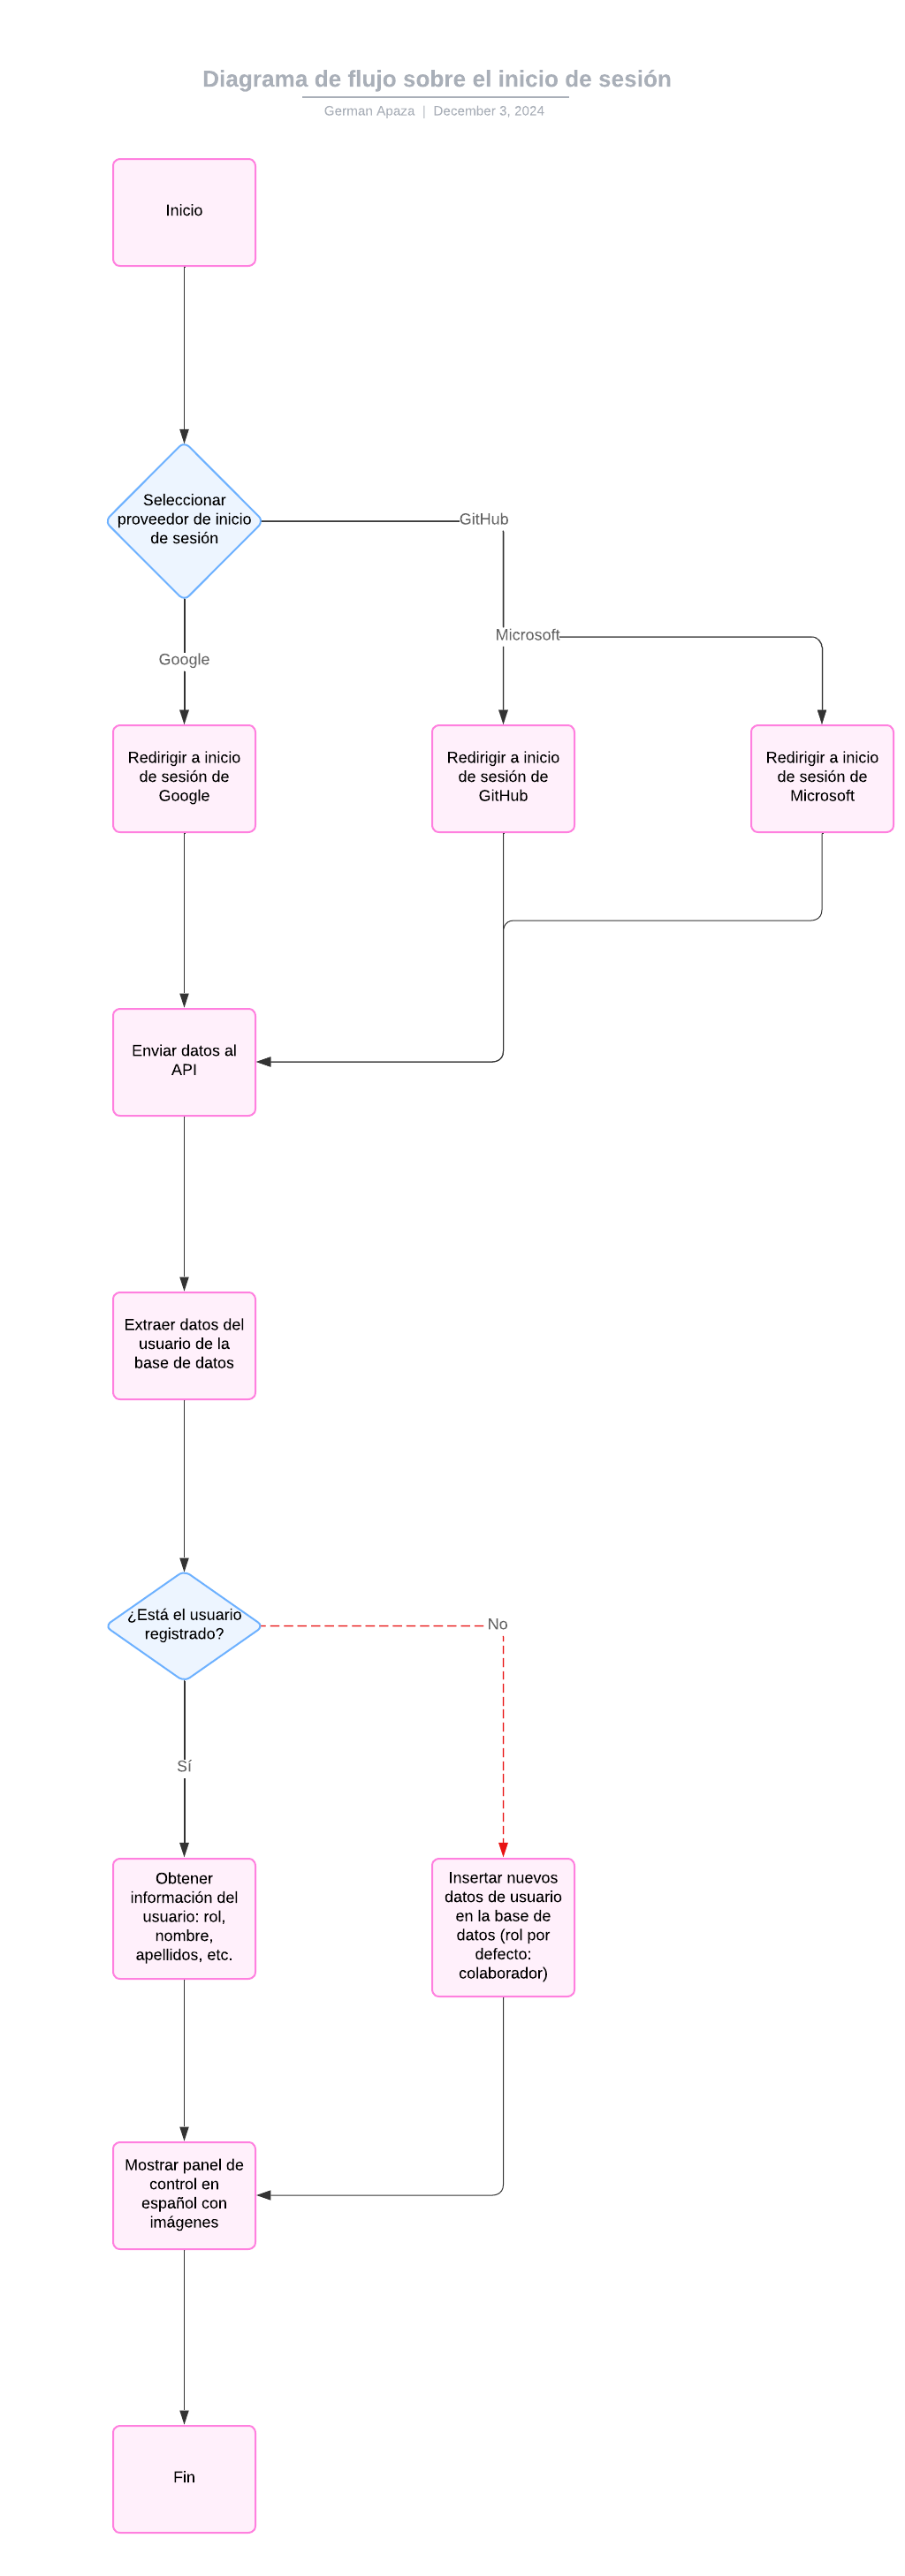 Diagrama de flujo sobre el inicio de sesión
German Apaza | December 3, 2024
Inicio
Seleccionar
proveedor de inicio
de sesión
GitHub
Microsoft
Google
Redirigir a inicio
de sesión de
Google
Redirigir a inicio
de sesión de
GitHub
Redirigir a inicio
de sesión de
Microsoft
Enviar datos al
API
Extraer datos del
usuario de la
base de datos
¿Está el usuario
registrado?
No
Sí
Obtener
información del
usuario: rol,
nombre,
apellidos, etc.
Insertar nuevos
datos de usuario
en la base de
datos (rol por
defecto:
colaborador)
Mostrar panel de
control en
español con
imágenes
Fin